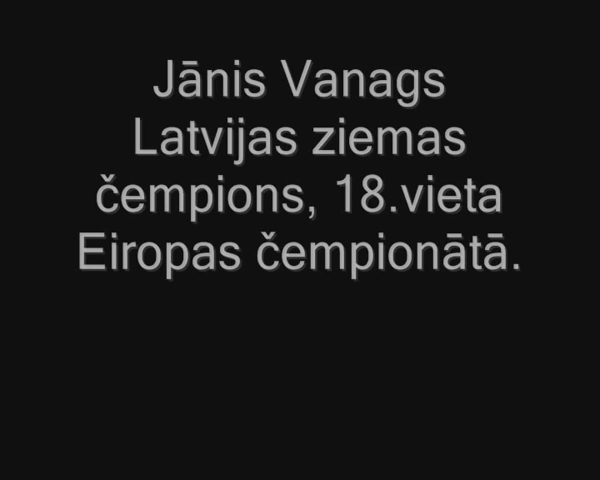 Jānis Vanags
Latvijas ziemas
čempions, 18.vieta
Eiropas čempionātā.